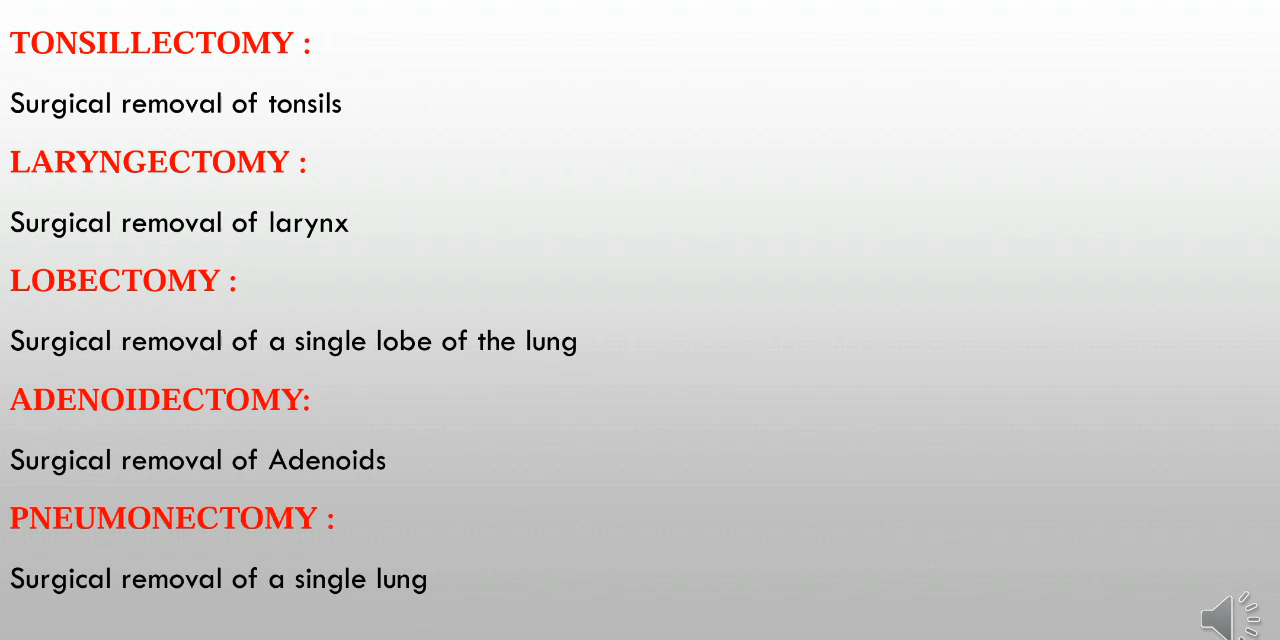 TONSILLECTOMY :
Surgical removal of tonsils
LARYNGECTOMY :
Surgical removal of larynx
LOBECTOMY :
Surgical removal of a single lobe of the lung
ADENOIDECTOMY:
Surgical removal of Adenoids
PNEUMONECTOMY :
Surgical removal of a single lung